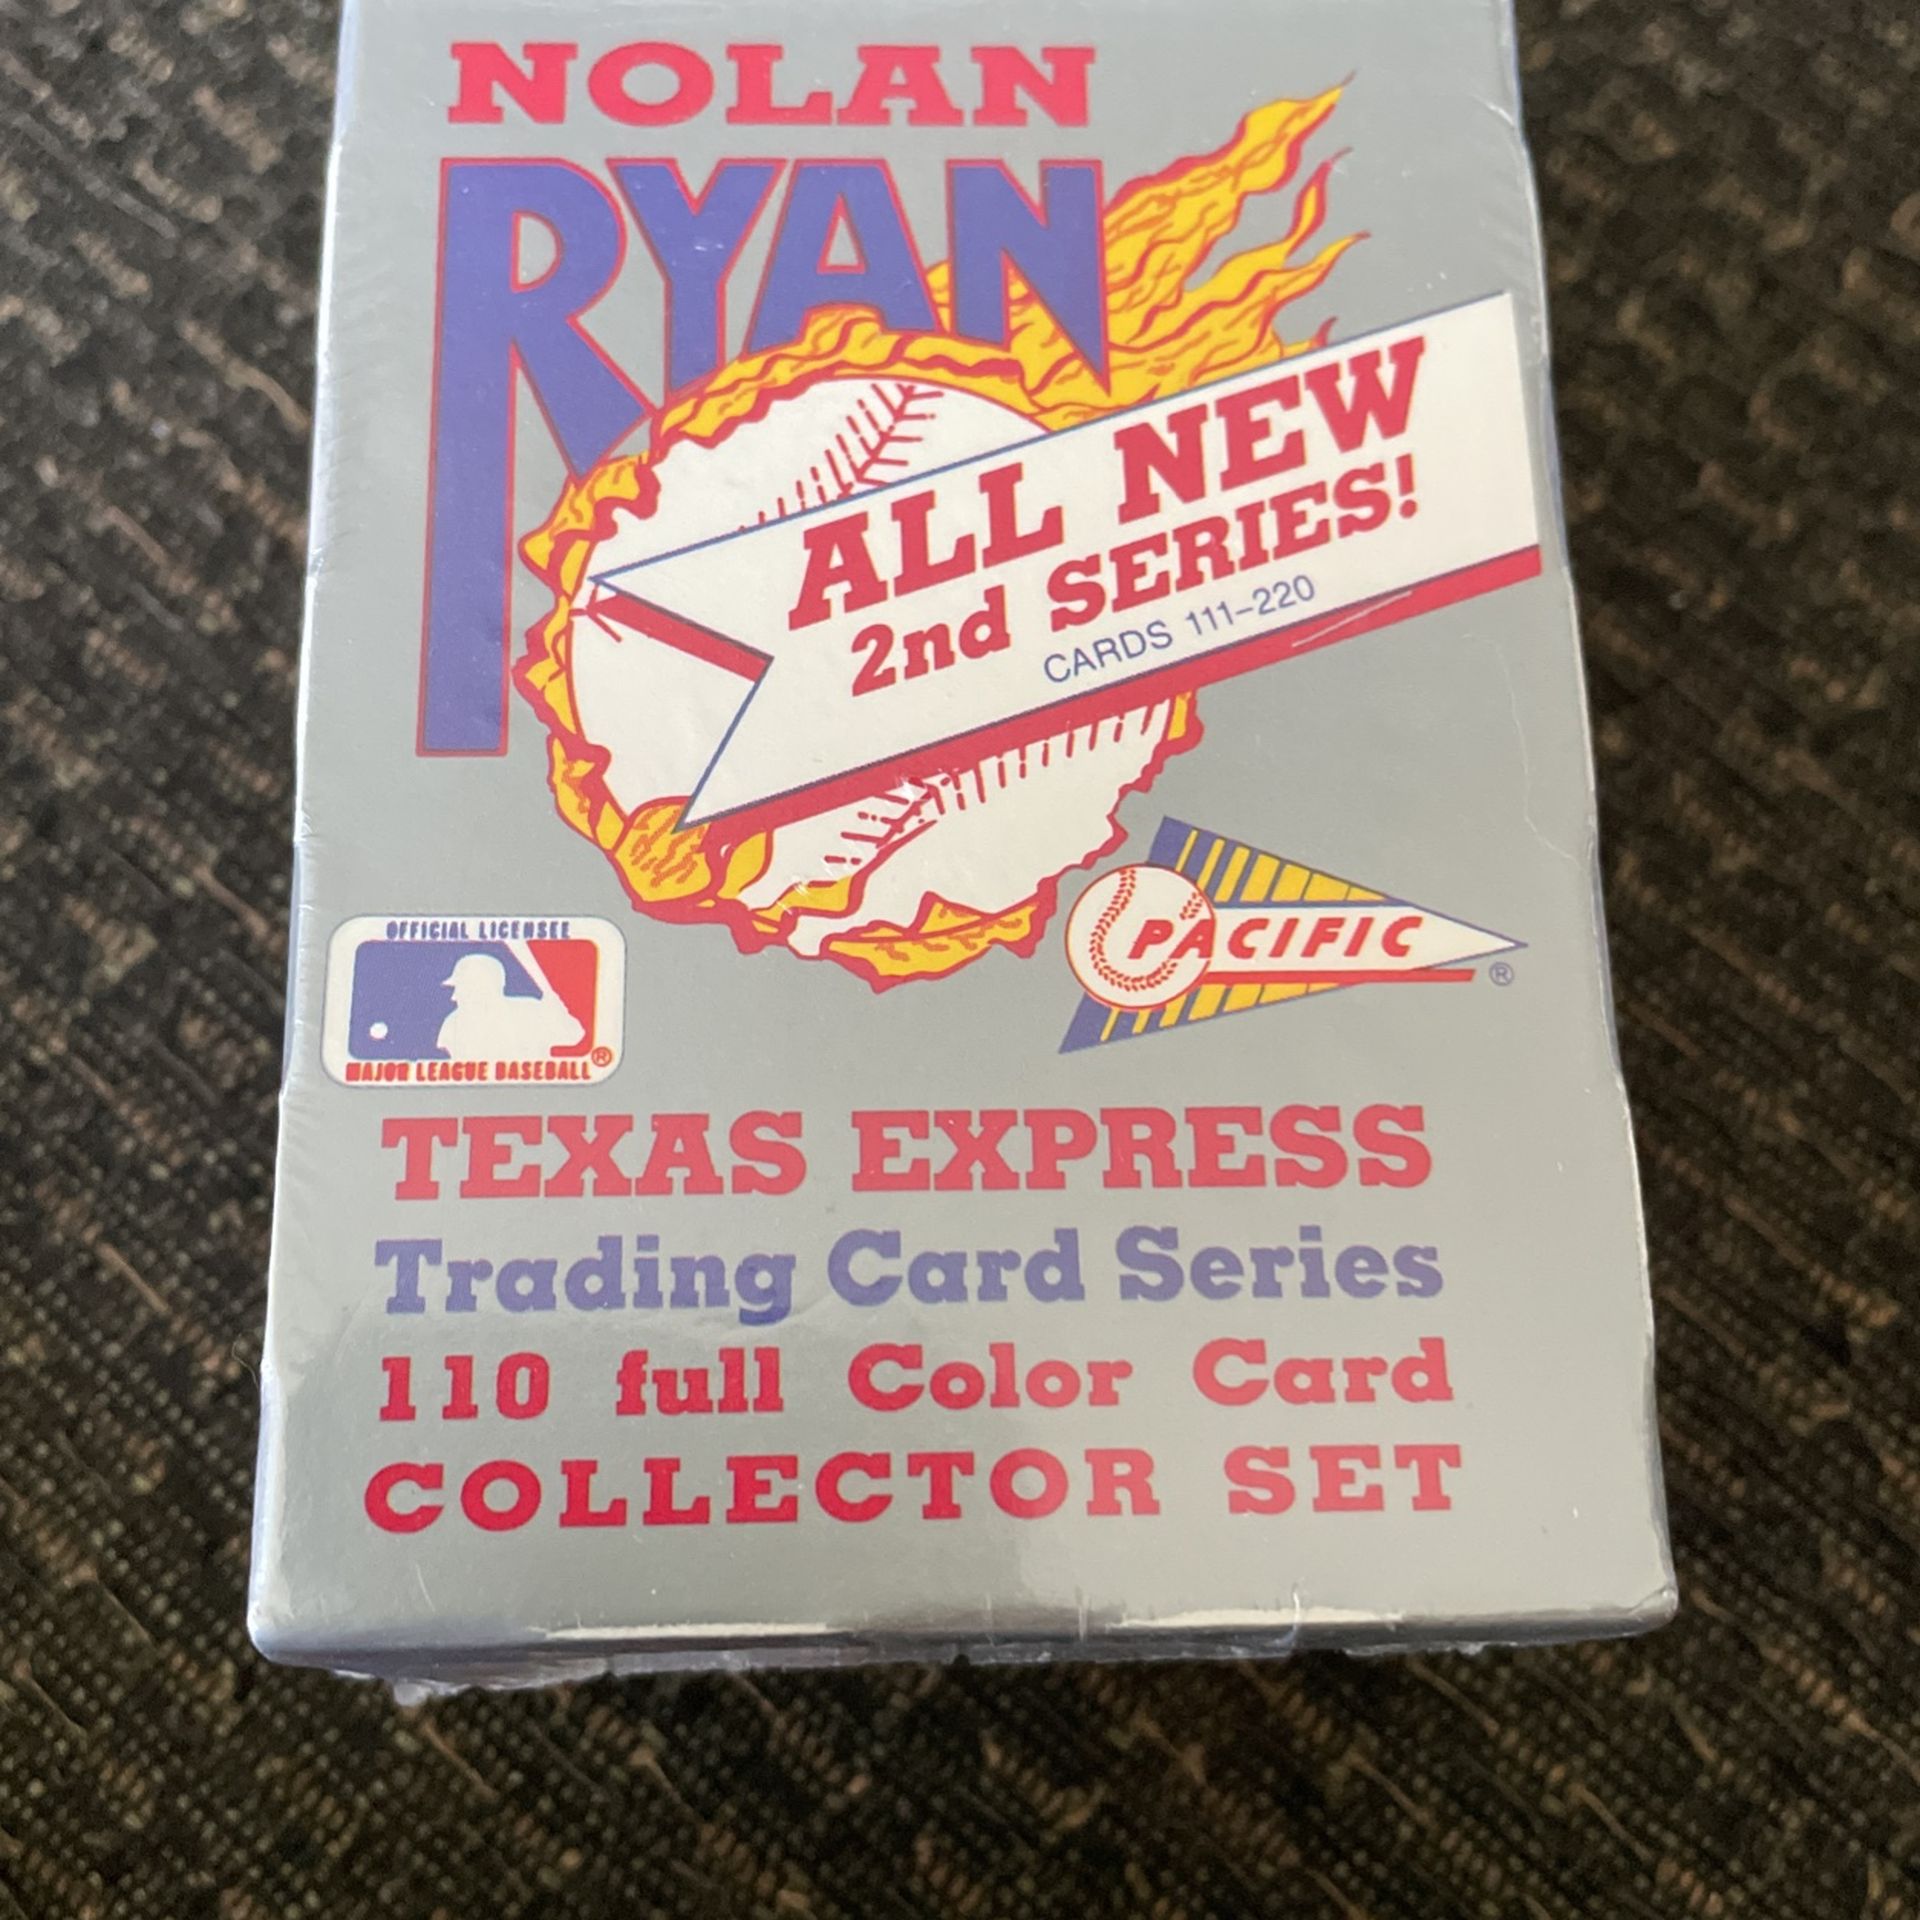 NOLAN
RYAN
ALL NEW
2nd SERIES!
CARDS 111-220
PACIFIC
®
OFFICIAL LICENSEE
MAJOR LEAGUE BASEBALL ®
TEXAS EXPRESS
Trading Card Series
110 full Color Card
COLLECTOR SET